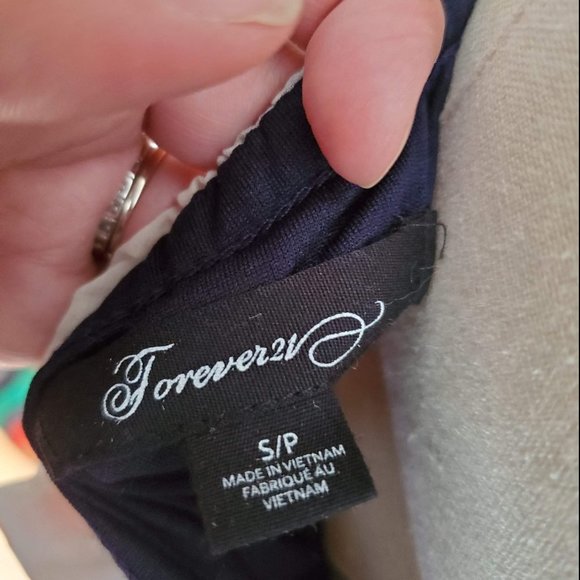 Forever21
S/P
MADE IN VIETNAM
FABRIQUÉ AU
VIETNAM